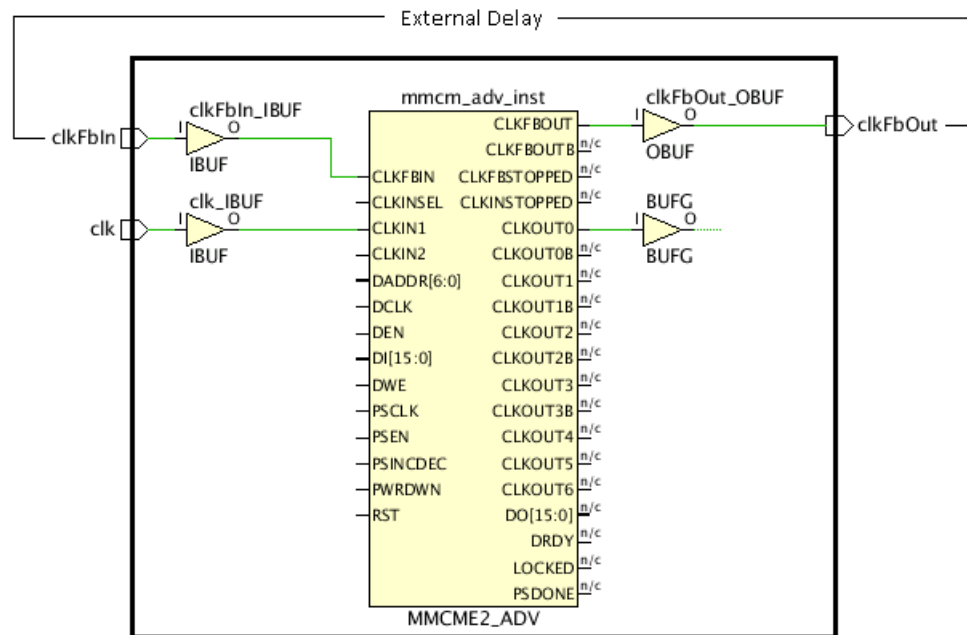 External Delay
mmcm_adv_inst
clkFbIn_IBUF
clkFbOut_OBUF
clkFbIn
I
O
IBUF
CLKFBOUT
I
O
OBUF
clkFbOut
CLKFBOUTB
n/c
CLKFBIN
CLKFBSTOPPED
n/c
clk_IBUF
CLKINSEL
CLKINSTOPPED
n/c
BUFG
clk
I
O
IBUF
CLKIN1
CLKOUT0
I
O
BUFG
CLKIN2
CLKOUT0B
n/c
DADDR[6:0]
CLKOUT1
n/c
DCLK
CLKOUT1B
n/c
DEN
CLKOUT2
n/c
DI[15:0]
CLKOUT2B
n/c
DWE
CLKOUT3
n/c
PSCLK
CLKOUT3B
n/c
PSEN
CLKOUT4
n/c
PSINCDEC
CLKOUT5
n/c
PWRDWN
CLKOUT6
n/c
RST
DO[15:0]
n/c
DRDY
n/c
LOCKED
n/c
PSDONE
n/c
MMCME2_ADV